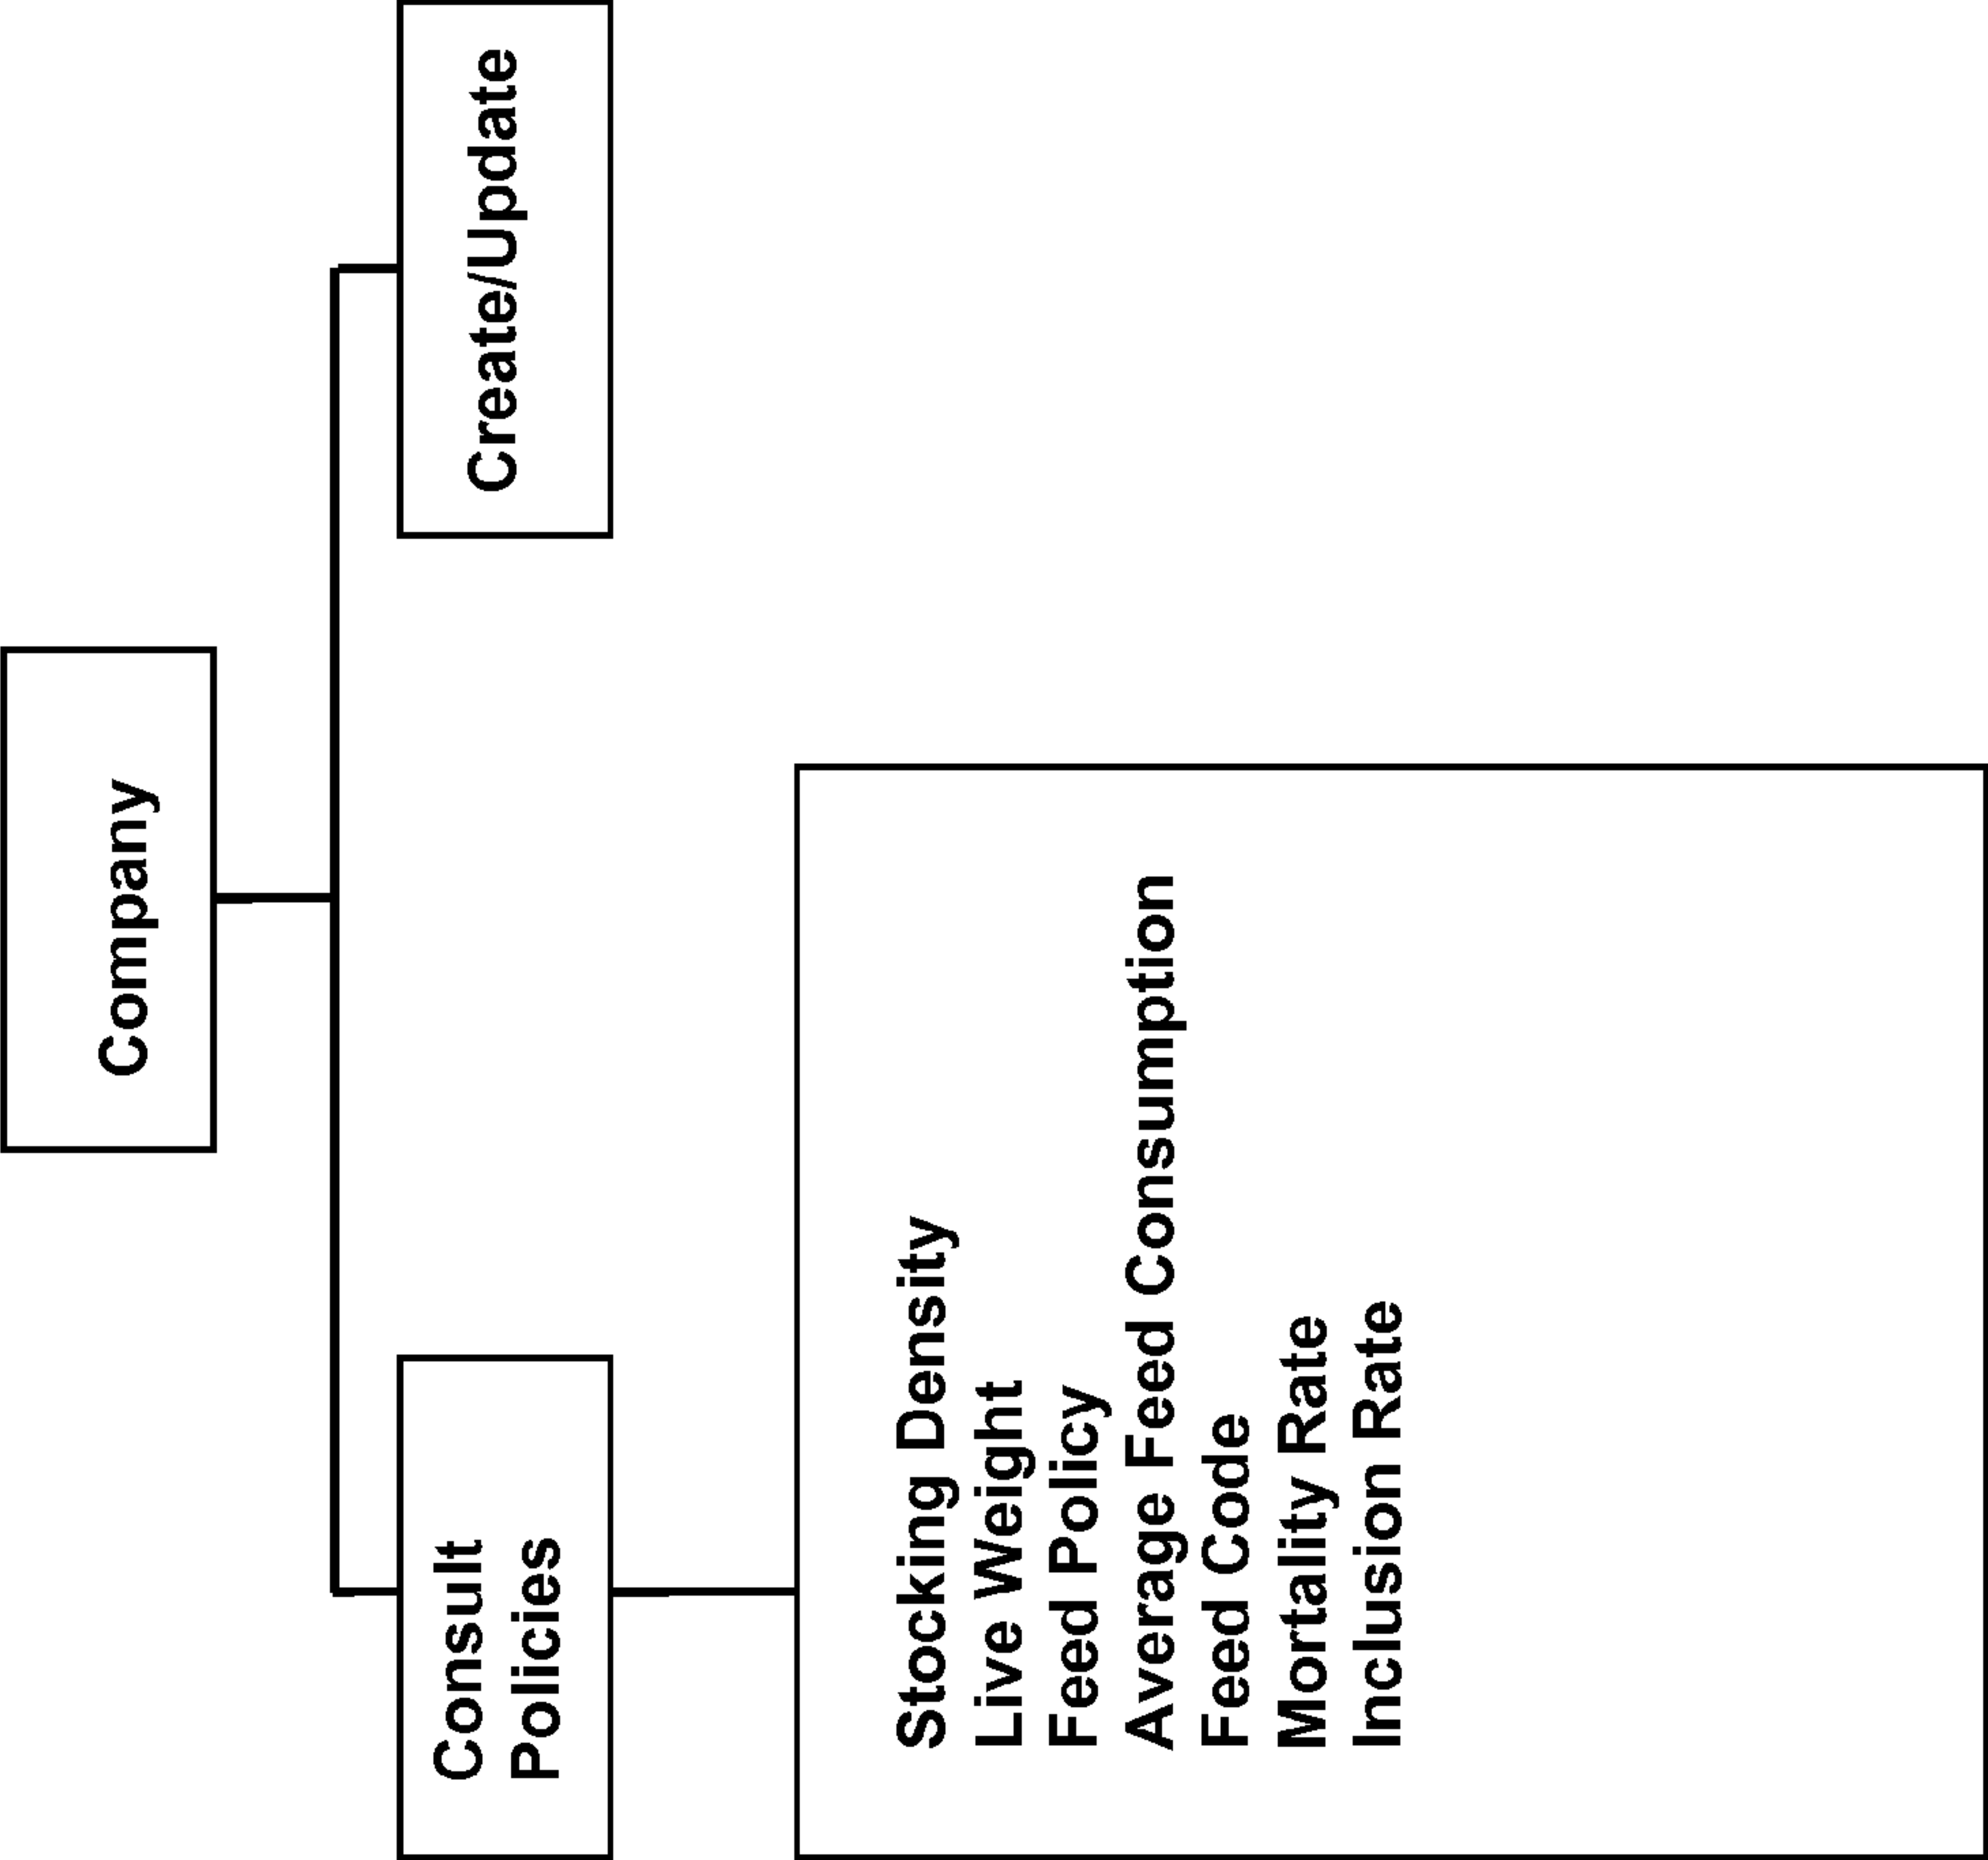 Company
Consult
Policies
Create/Update
Stocking Density
Live Weight
Feed Policy
Average Feed Consumption
Feed Code
Mortality Rate
Inclusion Rate